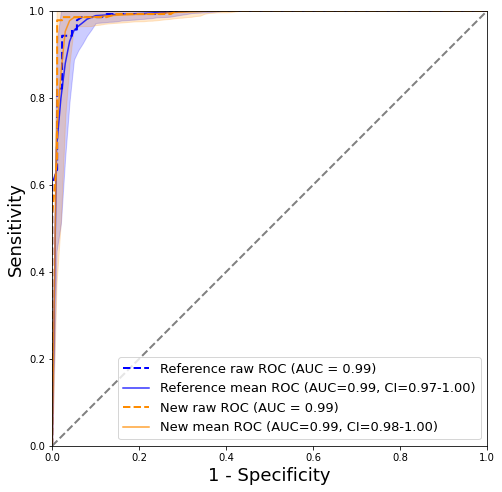 1.0
0.8
0.6
0.4
0.2
0.0
Sensitivity
Reference raw ROC (AUC = 0.99)
Reference mean ROC (AUC=0.99, CI=0.97-1.00)
New raw ROC (AUC = 0.99)
New mean ROC (AUC=0.99, CI=0.98-1.00)
0.0 0.2 0.4 0.6 0.8 1.0
1 - Specificity